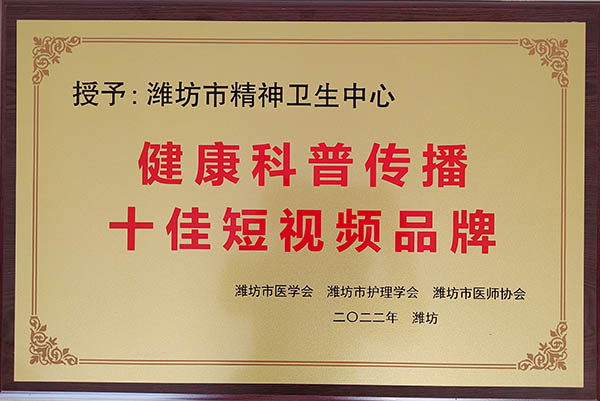 授予:潍坊市精神卫生中心
健康科普传播
十佳短视频品牌
潍坊市医学会 潍坊市护理学会 潍坊市医师协会
二〇二二年 潍坊